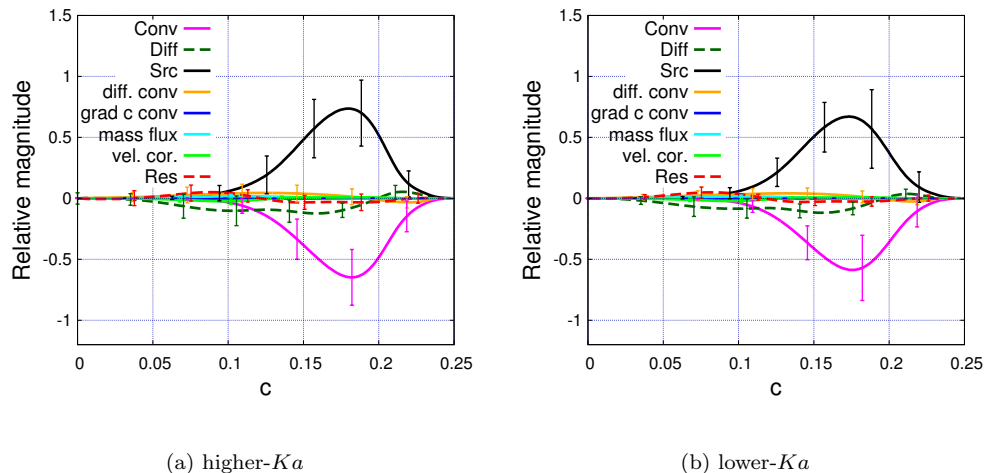 1.5
1
0.5
0
-0.5
-1
Relative magnitude
Conv
Diff
Src
diff. conv
grad c conv
mass flux
vel. cor.
Res
0 0.05 0.1 0.15 0.2 0.25
c
(a) higher-Ka
1.5
1
0.5
0
-0.5
-1
Relative magnitude
Conv
Diff
Src
diff. conv
grad c conv
mass flux
vel. cor.
Res
0 0.05 0.1 0.15 0.2 0.25
c
(b) lower-Ka